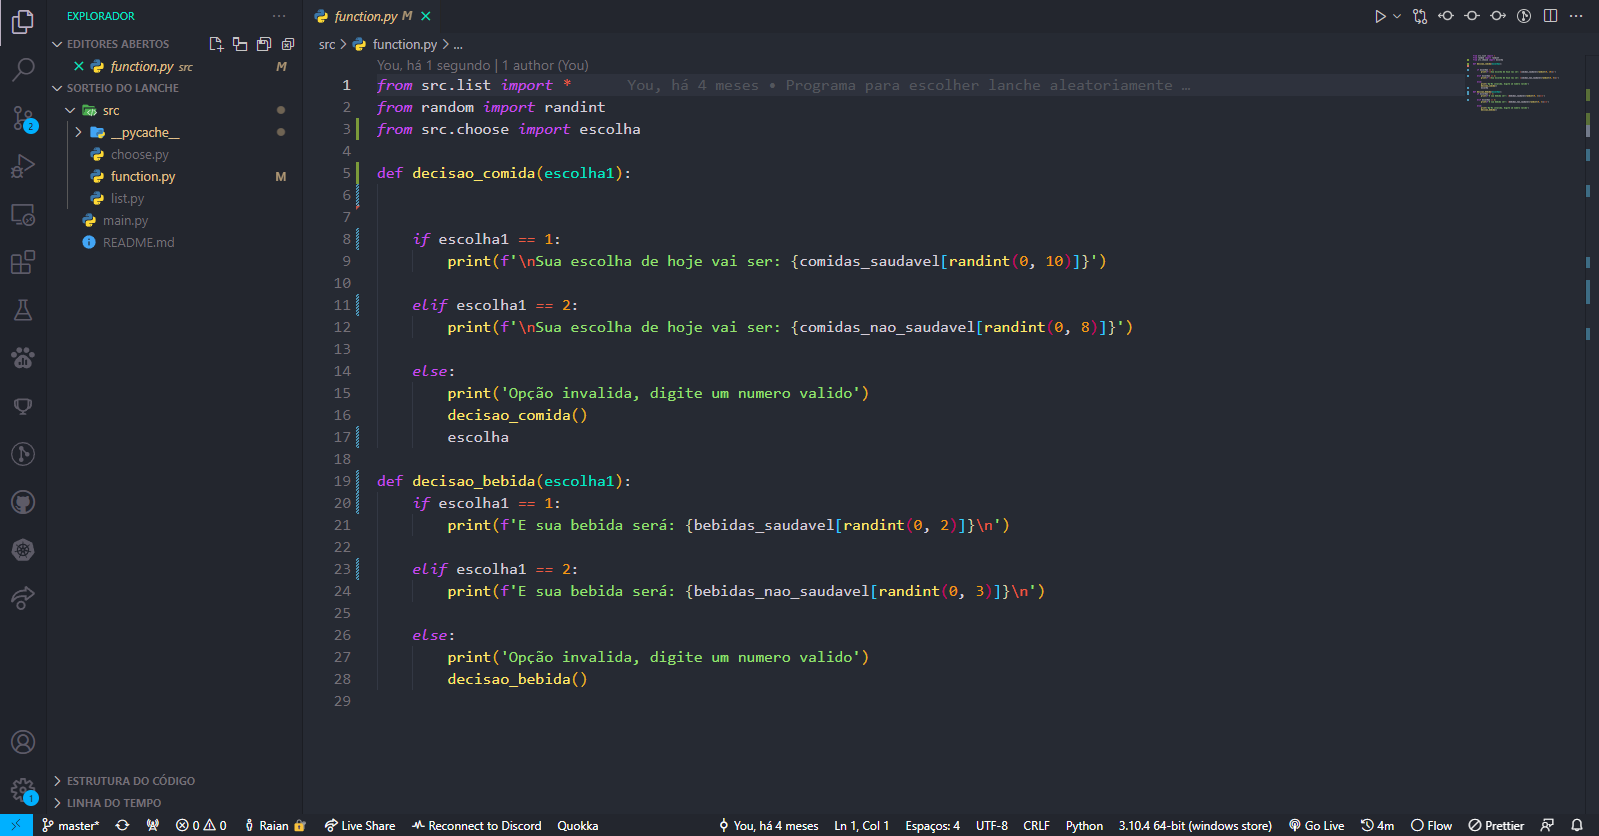 EXPLORADOR
EDITORES ABERTOS
function.py src M
SORTEIO DO LANCHE
src
__pycache__
choose.py
function.py M
list.py
main.py
README.md
ESTRUTURA DO CÓDIGO
LINHA DO TEMPO
2
1
function.py M
src > function.py > ...
You, há 1 segundo | 1 author (You)
1 from src.list import * You, há 4 meses • Programa para escolher lanche aleatoriamente …
2 from random import randint
3 from src.choose import escolha
4
5 def decisao_comida(escolha1):
6
7
8 if escolha1 == 1:
9 print(f'\nSua escolha de hoje vai ser: {comidas_saudavel[randint(0, 10)]}')
10
11 elif escolha1 == 2:
12 print(f'\nSua escolha de hoje vai ser: {comidas_nao_saudavel[randint(0, 8)]}')
13
14 else:
15 print('Opção invalida, digite um numero valido')
16 decisao_comida()
17 escolha
18
19 def decisao_bebida(escolha1):
20 if escolha1 == 1:
21 print(f'E sua bebida será: {bebidas_saudavel[randint(0, 2)]}\n')
22
23 elif escolha1 == 2:
24 print(f'E sua bebida será: {bebidas_nao_saudavel[randint(0, 3)]}\n')
25
26 else:
27 print('Opção invalida, digite um numero valido')
28 decisao_bebida()
29
master* 0 0 Raian Live Share Reconnect to Discord Quokka You, há 4 meses Ln 1, Col 1 Espaços: 4 UTF-8 CRLF Python 3.10.4 64-bit (windows store) Go Live 4m Flow Prettier